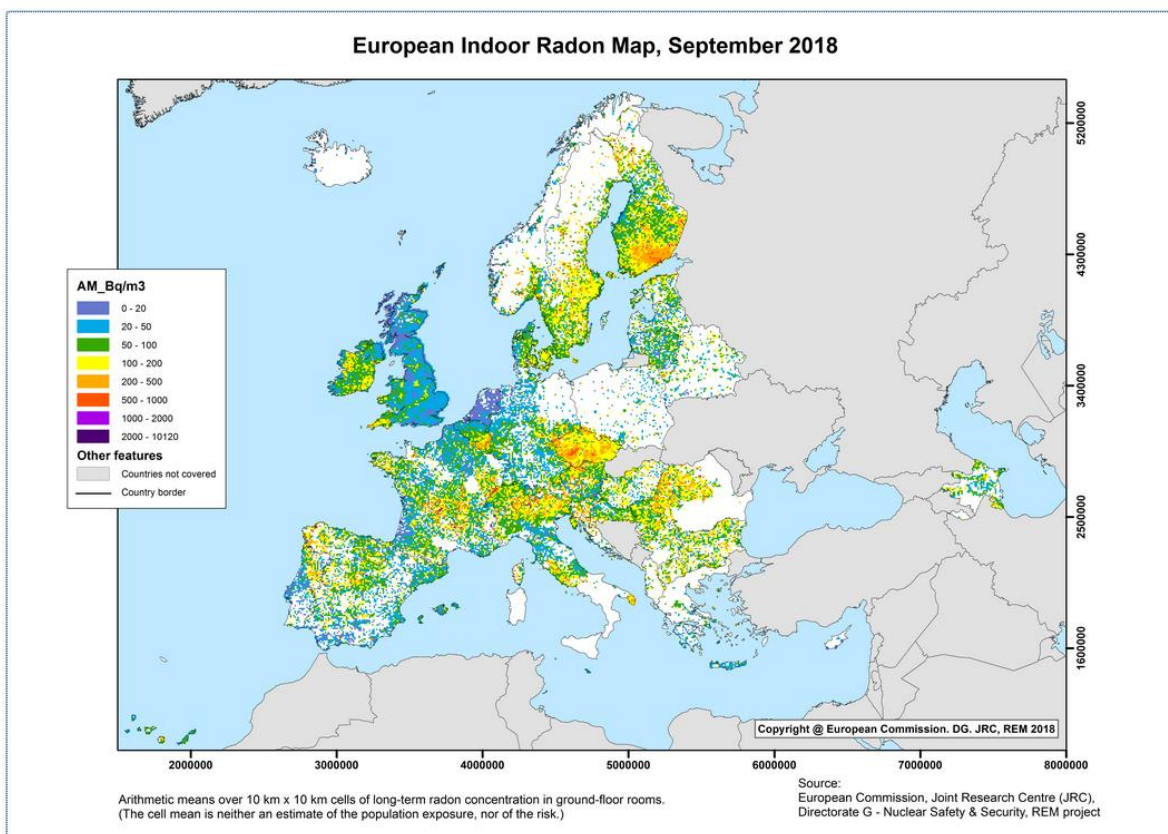 European Indoor Radon Map, September 2018
AM_Bq/m3
0 - 20
20 - 50
50 - 100
100 - 200
200 - 500
500 - 1000
1000 - 2000
2000 - 10120
Other features
Countries not covered
Country border
5200000
4300000
3400000
2500000
1600000
Copyright @ European Commission. DG. JRC, REM 2018
2000000
3000000
4000000
5000000
6000000
7000000
8000000
Arithmetic means over 10 km x 10 km cells of long-term radon concentration in ground-floor rooms.
(The cell mean is neither an estimate of the population exposure, nor of the risk.)
Source:
European Commission, Joint Research Centre (JRC),
Directorate G - Nuclear Safety & Security, REM project